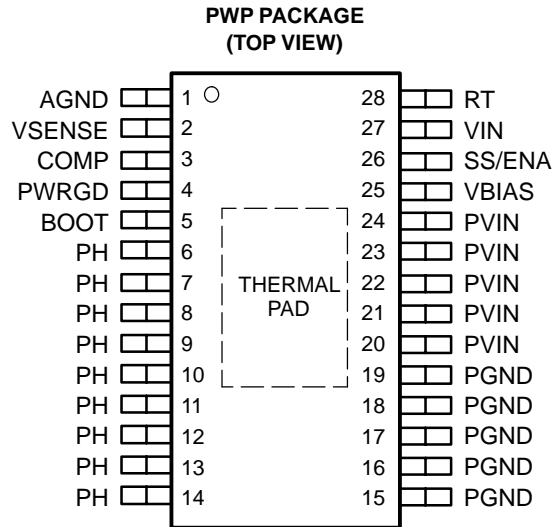 PWP PACKAGE
(TOP VIEW)
AGND 1 28 RT
VSENSE 2 27 VIN
COMP 3 26 SS/ENA
PWRGD 4 25 VBIAS
BOOT 5 24 PVIN
PH 6 23 PVIN
PH 7 22 PVIN
PH 8 21 PVIN
PH 9 20 PVIN
PH 10 19 PGND
PH 11 18 PGND
PH 12 17 PGND
PH 13 16 PGND
PH 14 15 PGND
THERMAL
PAD